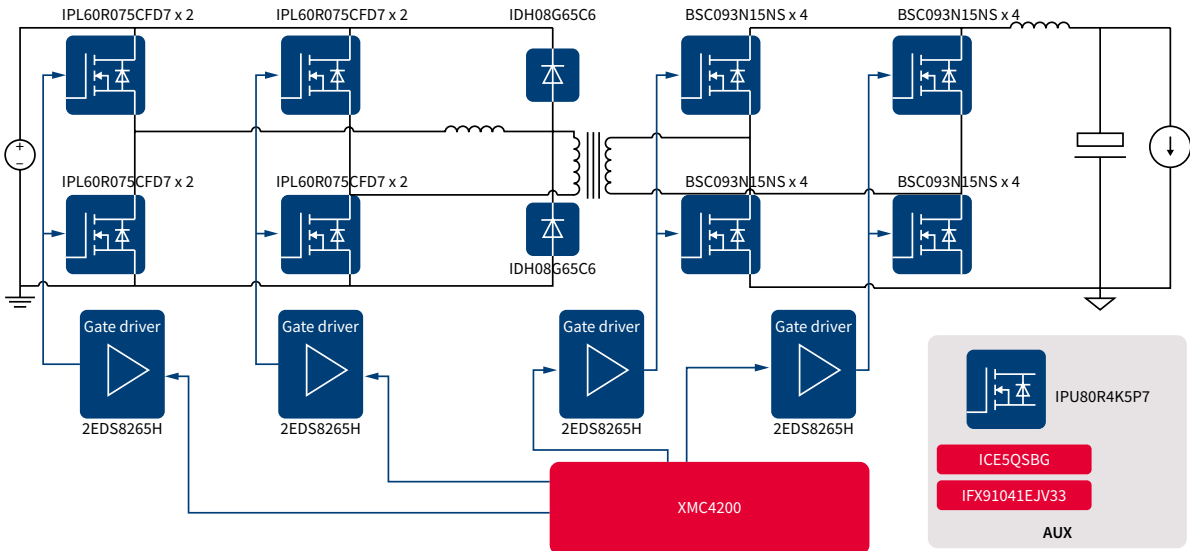 IPL60R075CFD7 x 2
IPL60R075CFD7 x 2
IDH08G65C6
BSC093N15NS x 4
BSC093N15NS x 4
+
−
IPL60R075CFD7 x 2
IPL60R075CFD7 x 2
BSC093N15NS x 4
BSC093N15NS x 4
IDH08G65C6
Gate driver
Gate driver
Gate driver
Gate driver
2EDS8265H
2EDS8265H
2EDS8265H
2EDS8265H
IPU80R4K5P7
ICE5QSBG
IFX91041EJV33
XMC4200
AUX